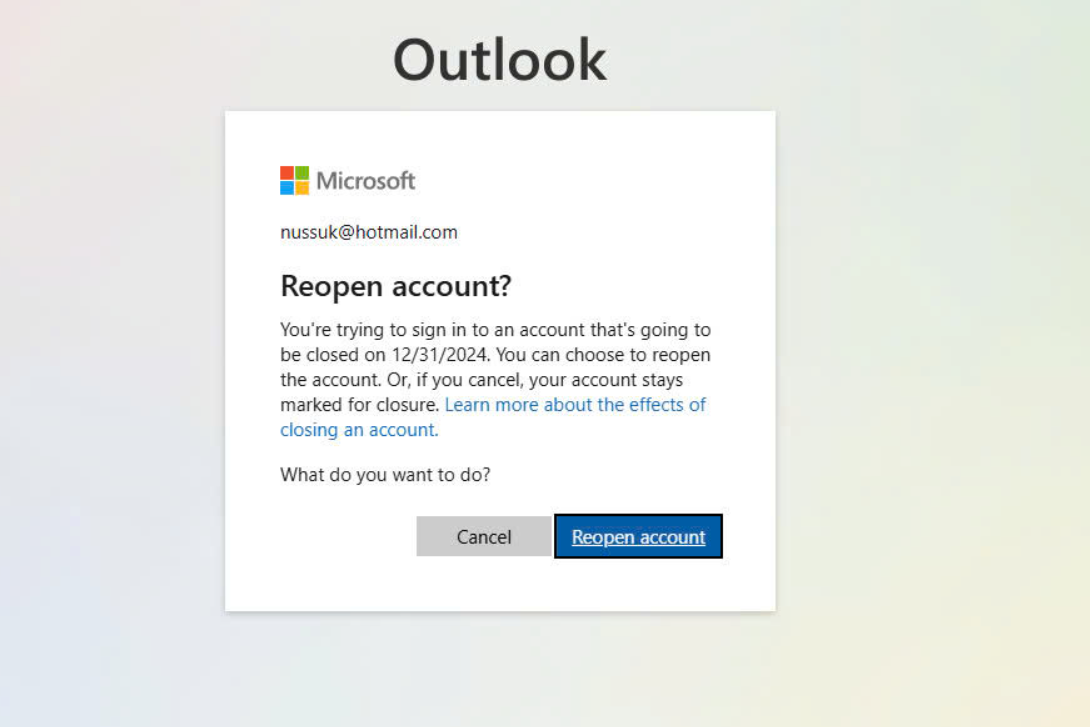 Outlook
Microsoft
nussuk@hotmail.com
Reopen account?
You're trying to sign in to an account that's going to
be closed on 12/31/2024. You can choose to reopen
the account. Or, if you cancel, your account stays
marked for closure. Learn more about the effects of
closing an account.
What do you want to do?
Cancel
Reopen account